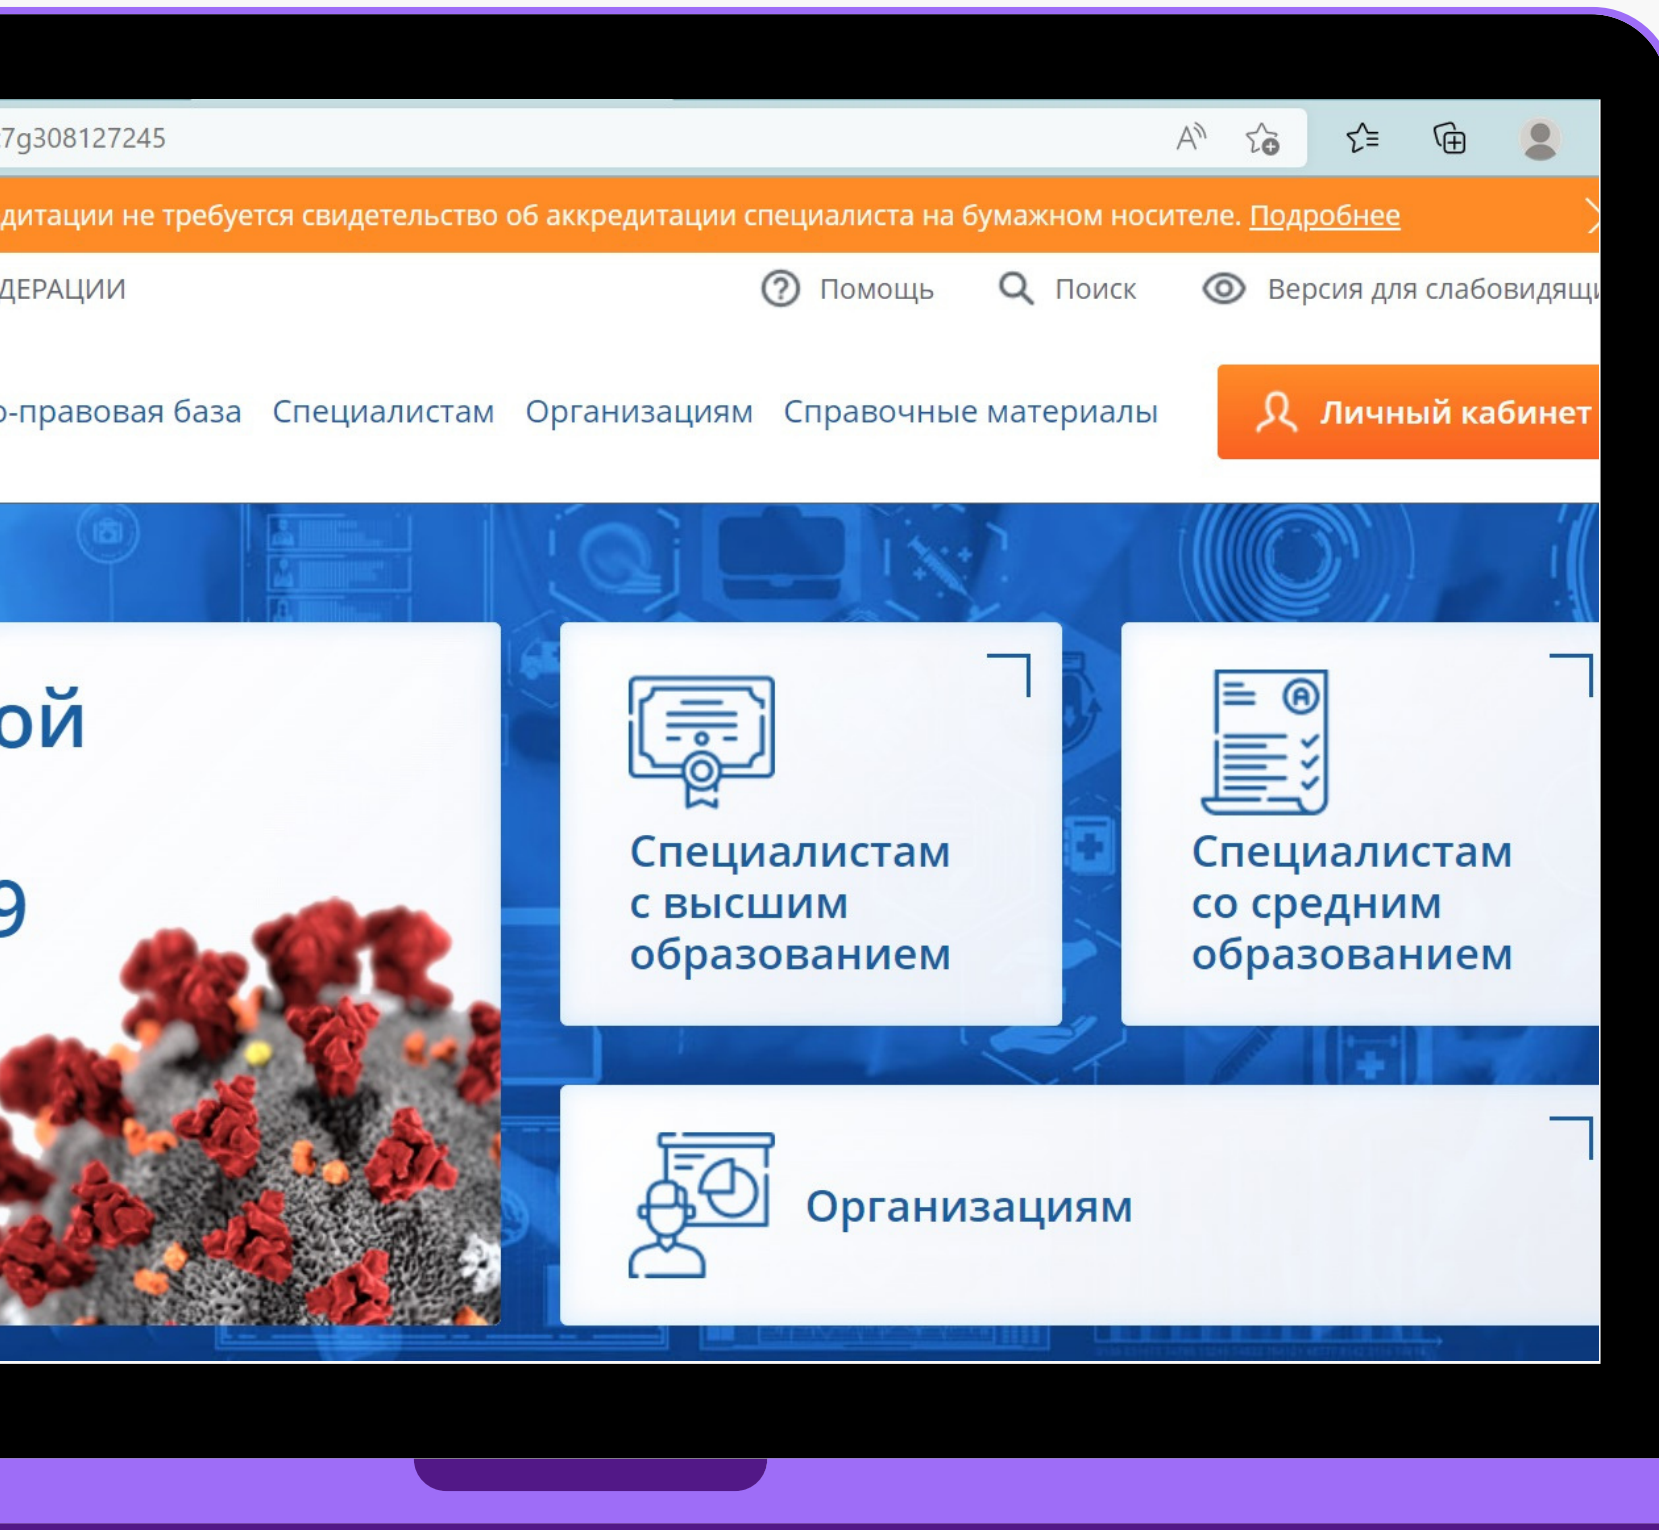 7g308127245
дитации не требуется свидетельство об аккредитации специалиста на бумажном носителе. Подробнее
ДЕРАЦИИ
Помощь
Поиск
Версия для слабовидящи
о-правовая база Специалистам Организациям Справочные материалы
Личный кабинет
ой
9
Специалистам
с высшим
образованием
Специалистам
со средним
образованием
Организациям